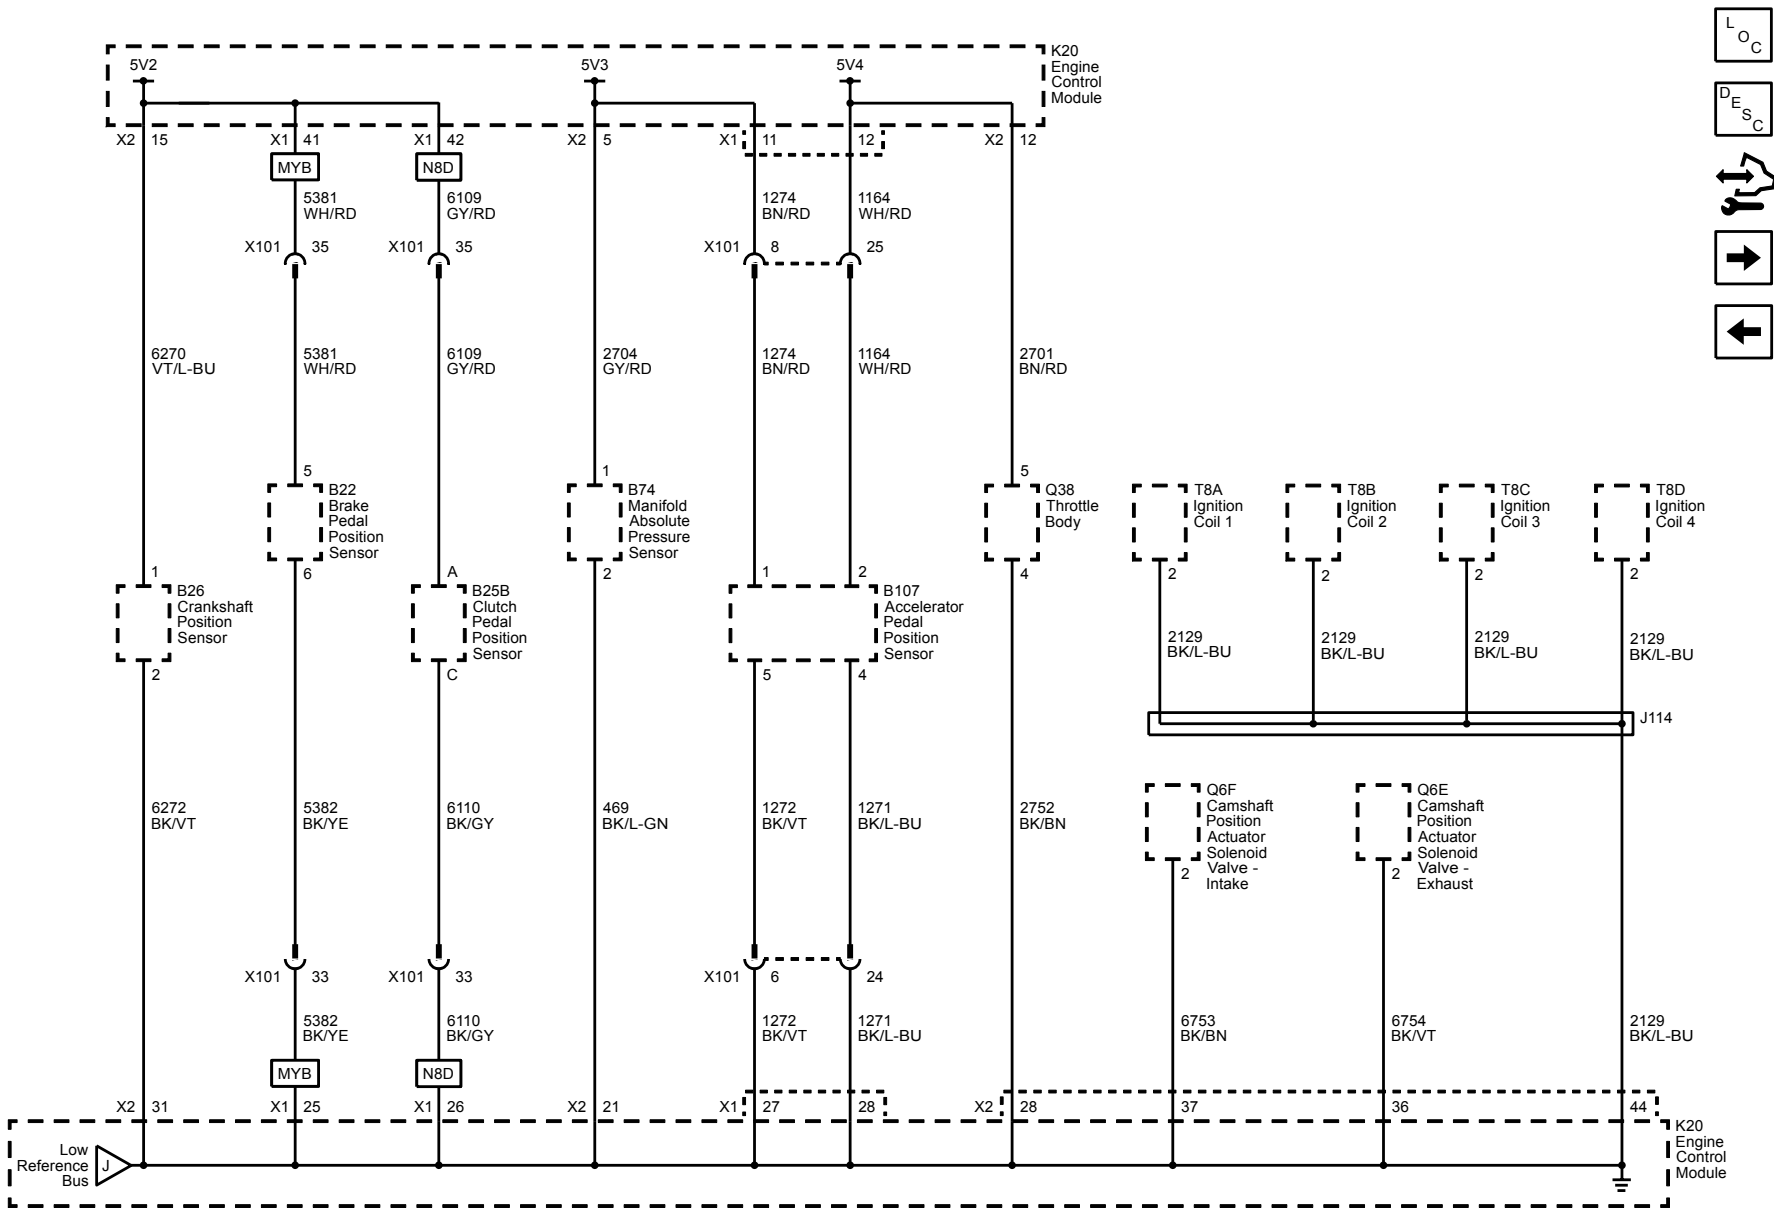 L
O
C
D
E
S
C
K20
Engine
Control
Module
5V2
5V3
5V4
X2 15
X1 41
X1 42
X2 5
X1 11
12
X2 12
MYB
N8D
5381
WH/RD
6109
GY/RD
1274
BN/RD
1164
WH/RD
X101 35
X101 35
X101 8
25
6270
VT/L-BU
5381
WH/RD
6109
GY/RD
2704
GY/RD
1274
BN/RD
1164
WH/RD
2701
BN/RD
5
B22
Brake
Pedal
Position
Sensor
6
1
B74
Manifold
Absolute
Pressure
Sensor
2
5
Q38
Throttle
Body
4
T8A
Ignition
Coil 1
2
T8B
Ignition
Coil 2
2
T8C
Ignition
Coil 3
2
T8D
Ignition
Coil 4
2
1
B26
Crankshaft
Position
Sensor
2
A
B25B
Clutch
Pedal
Position
Sensor
C
1
2
B107
Accelerator
Pedal
Position
Sensor
5
4
2129
BK/L-BU
2129
BK/L-BU
2129
BK/L-BU
2129
BK/L-BU
J114
6272
BK/VT
5382
BK/YE
6110
BK/GY
469
BK/L-GN
1272
BK/VT
1271
BK/L-BU
2752
BK/BN
Q6F
Camshaft
Position
Actuator
Solenoid
Valve -
Intake
2
Q6E
Camshaft
Position
Actuator
Solenoid
Valve -
Exhaust
2
X101 33
X101 33
X101 6
24
5382
BK/YE
6110
BK/GY
1272
BK/VT
1271
BK/L-BU
6753
BK/BN
6754
BK/VT
2129
BK/L-BU
MYB
N8D
X2 31
X1 25
X1 26
X2 21
X1 27
28
X2 28
37
36
44
K20
Engine
Control
Module
Low
Reference
Bus
J